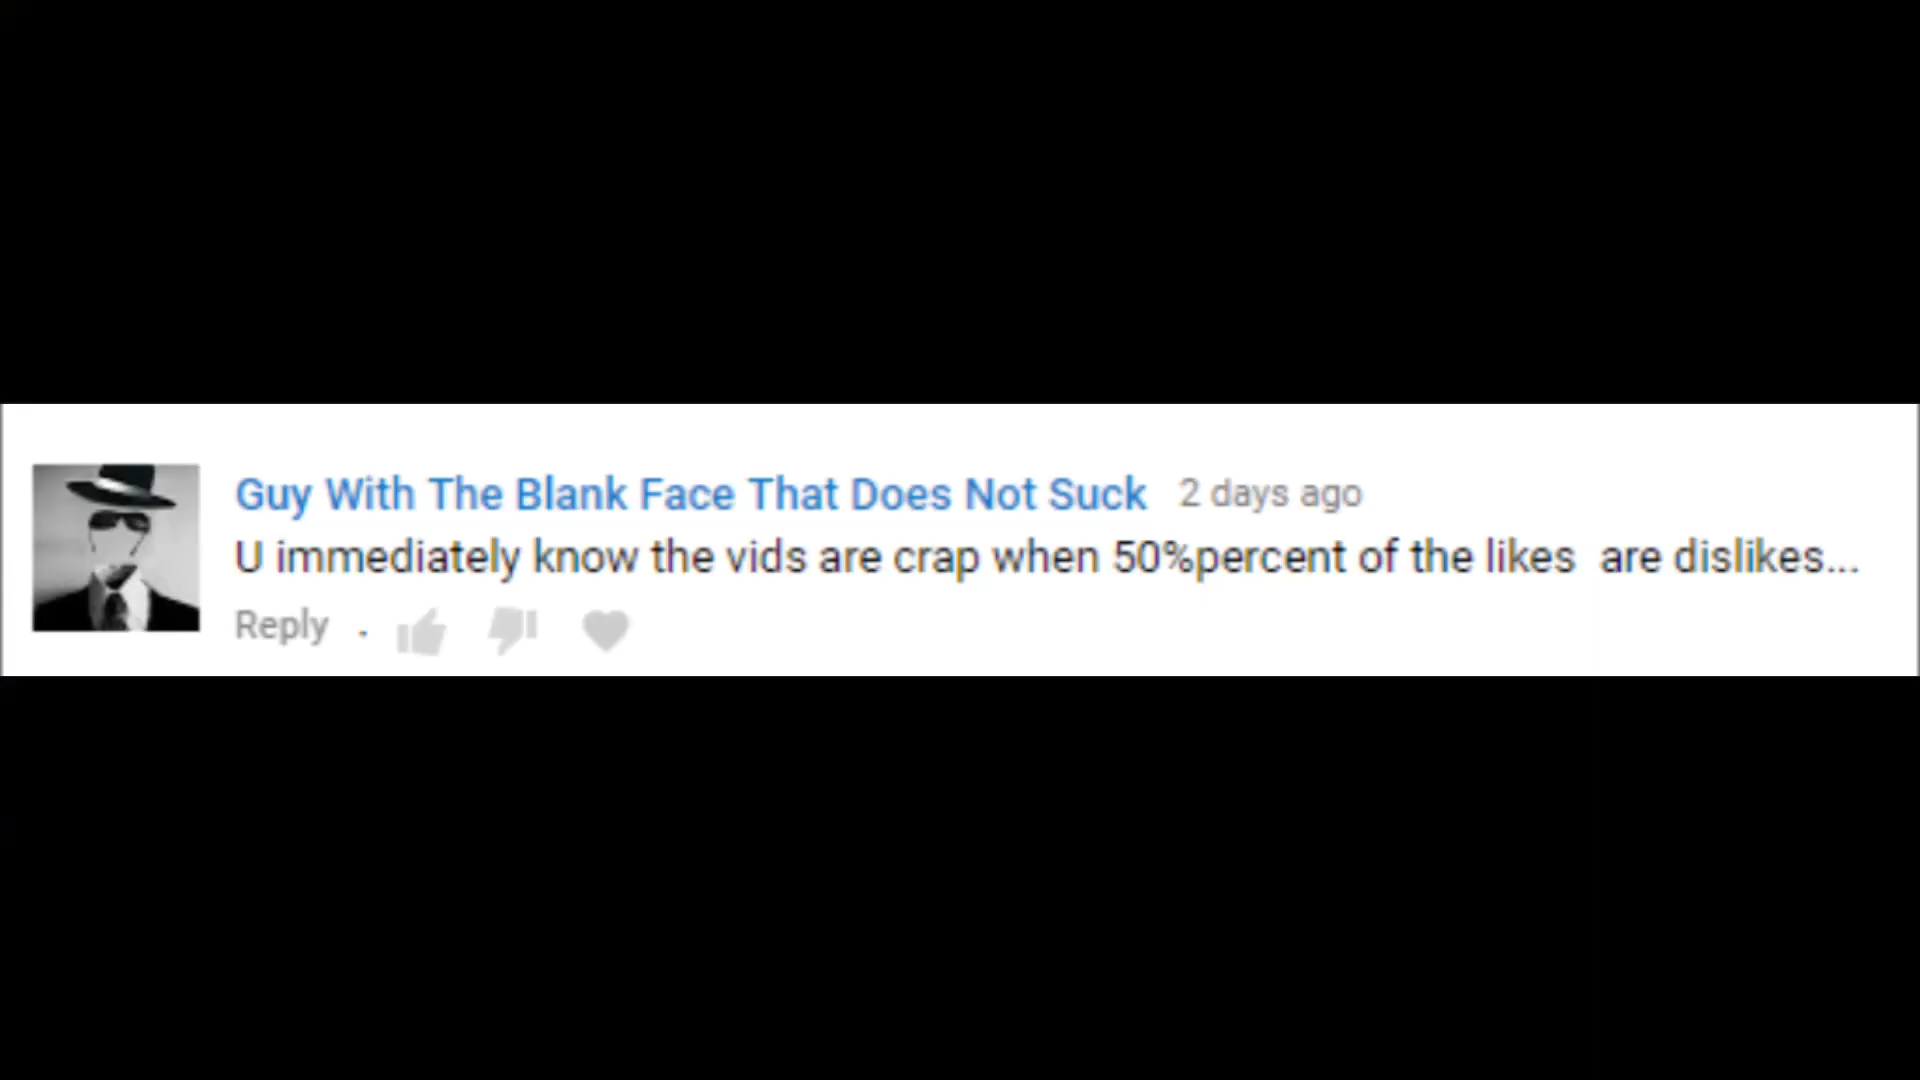 Guy With The Blank Face That Does Not Suck 2 days ago
U immediately know the vids are crap when 50%percent of the likes  are dislikes...
Reply .